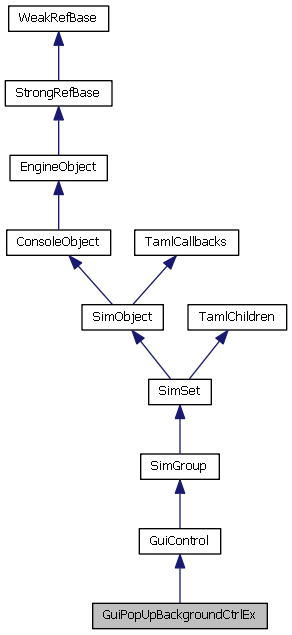 WeakRefBase
StrongRefBase
EngineObject
ConsoleObject
TamlCallbacks
SimObject
TamlChildren
SimSet
SimGroup
GuiControl
GuiPopUpBackgroundCtrlEx